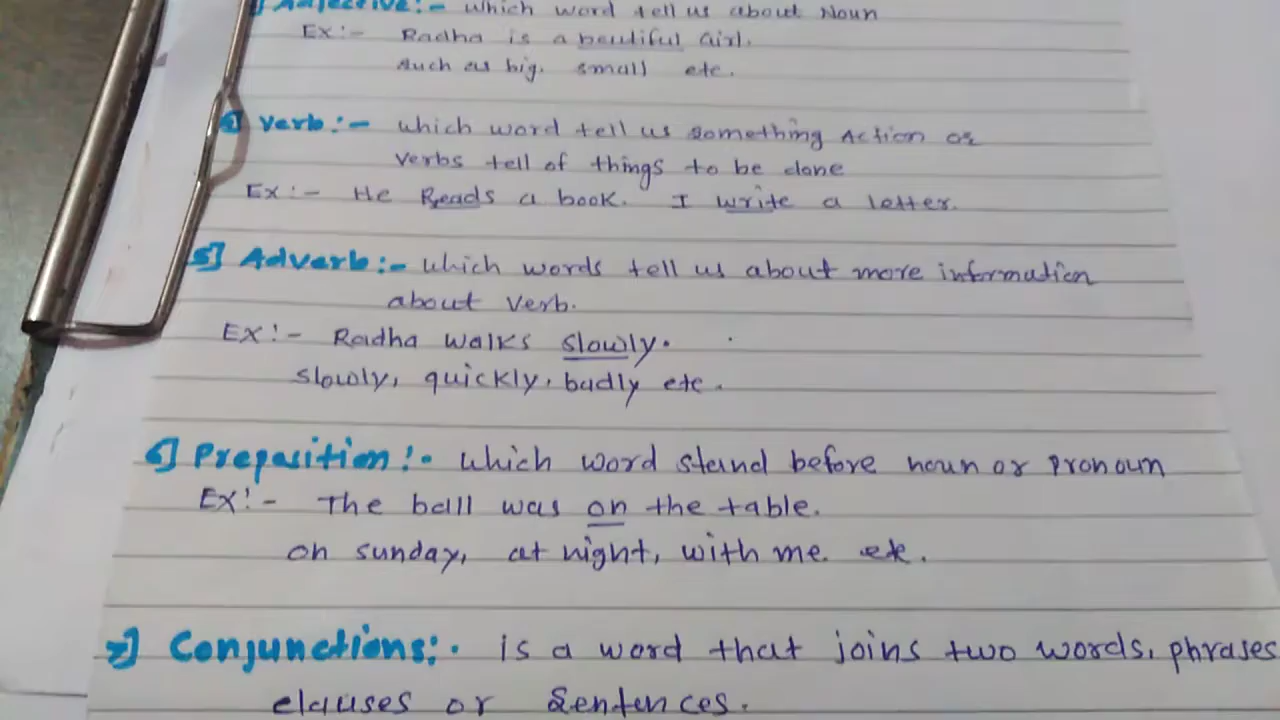 Adjective:- which word tell us about Noun
Ex:- Radha is a beautiful Girl.
such as big, small etc.
4] Verb:- which word tell us something Action or
verbs tell of things to be done
Ex:- He Reads a book. I write a letter.
5] Adverb:- which words tell us about more information
about verb.
Ex:- Radha walks slowly.
slowly, quickly, badly etc.
6] Preposition:- which word stand before noun or pronoun
Ex:- The ball was on the table.
on sunday, at night, with me etc.
7] Conjunctions:- is a word that joins two words, phrases
clauses or Sentences.